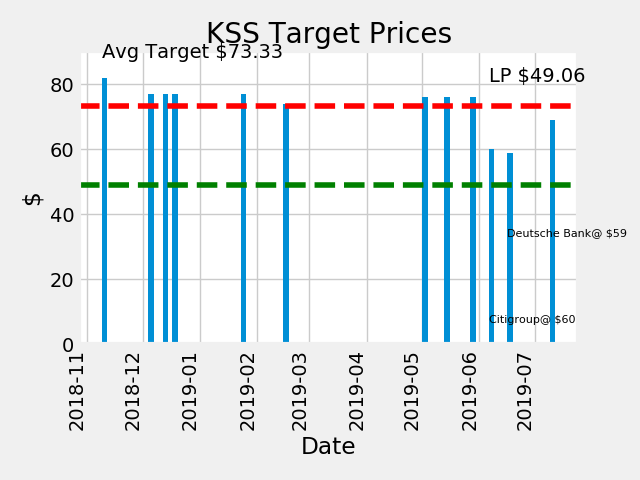 KSS Target Prices
Avg Target $73.33
LP $49.06
80
60
40
20
0
$
Deutsche Bank@ $59
Citigroup@ $60
2018-11
2018-12
2019-01
2019-02
2019-03
2019-04
2019-05
2019-06
2019-07
Date